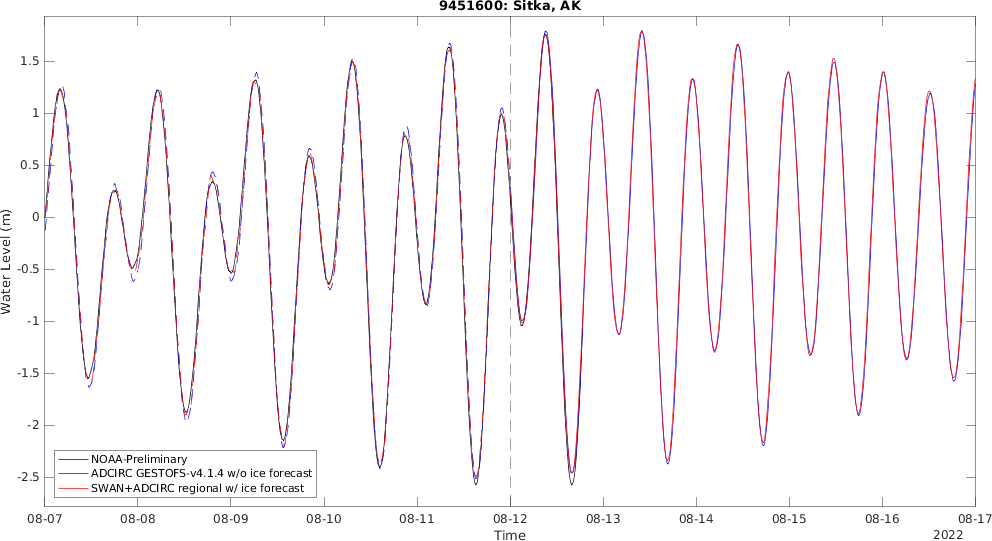 9451600: Sitka, AK
Water Level (m)
1.5
1
0.5
0
-0.5
-1
-1.5
-2
-2.5
NOAA-Preliminary
ADCIRC GESTOFS-v4.1.4 w/o ice forecast
SWAN+ADCIRC regional w/ ice forecast
08-07 08-08 08-09 08-10 08-11 08-12 08-13 08-14 08-15 08-16 08-17
Time
2022